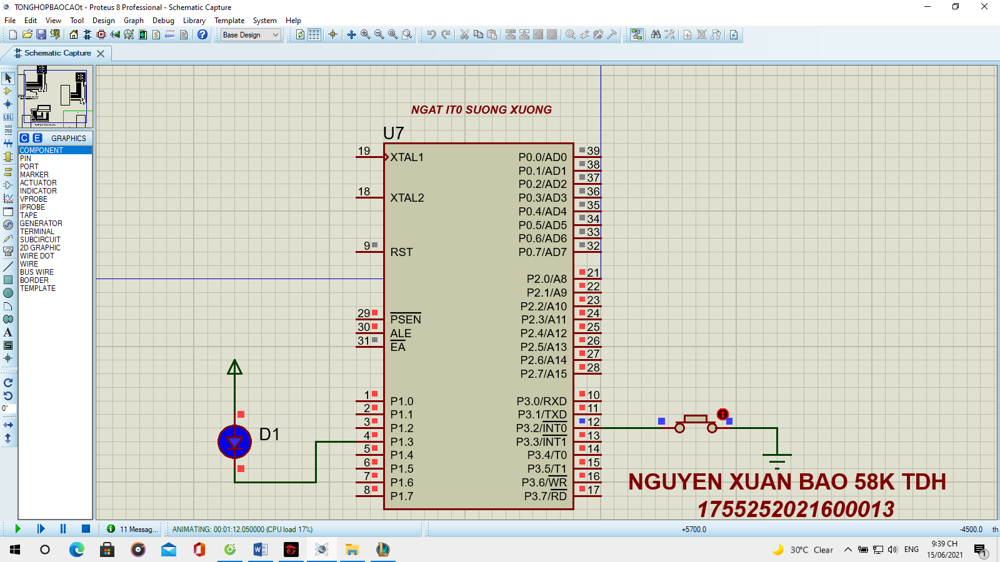 TONGHOPBAOCAOt - Proteus 8 Professional - Schematic Capture
File Edit View Tool Design Graph Debug Library Template System Help
Base Design
Schematic Capture
C E GRAPHICS
COMPONENT
PIN
PORT
MARKER
ACTUATOR
INDICATOR
VPROBE
IPROBE
TAPE
GENERATOR
TERMINAL
SUBCIRCUIT
2D GRAPHIC
WIRE DOT
WIRE
BUS WIRE
BORDER
TEMPLATE
LBL
A
S
0°
NGAT IT0 SUONG XUONG
U7
19 XTAL1 P0.0/AD0 39
P0.1/AD1 38
P0.2/AD2 37
18 XTAL2 P0.3/AD3 36
P0.4/AD4 35
P0.5/AD5 34
P0.6/AD6 33
9 RST P0.7/AD7 32
P2.0/A8 21
P2.1/A9 22
P2.2/A10 23
29 PSEN P2.3/A11 24
30 ALE P2.4/A12 25
31 EA P2.5/A13 26
P2.6/A14 27
P2.7/A15 28
1 P1.0 P3.0/RXD 10
2 P1.1 P3.1/TXD 11
3 P1.2 P3.2/INT0 12
4 P1.3 P3.3/INT1 13
5 P1.4 P3.4/T0 14
6 P1.5 P3.5/T1 15
7 P1.6 P3.6/WR 16
8 P1.7 P3.7/RD 17
D1
NGUYEN XUAN BAO 58K TDH
1755252021600013
11 Messag... ANIMATING: 00:01:12.050000 (CPU load 17%) +5700.0 -4500.0 th
30°C Clear ENG 9:39 CH
15/06/2021
1